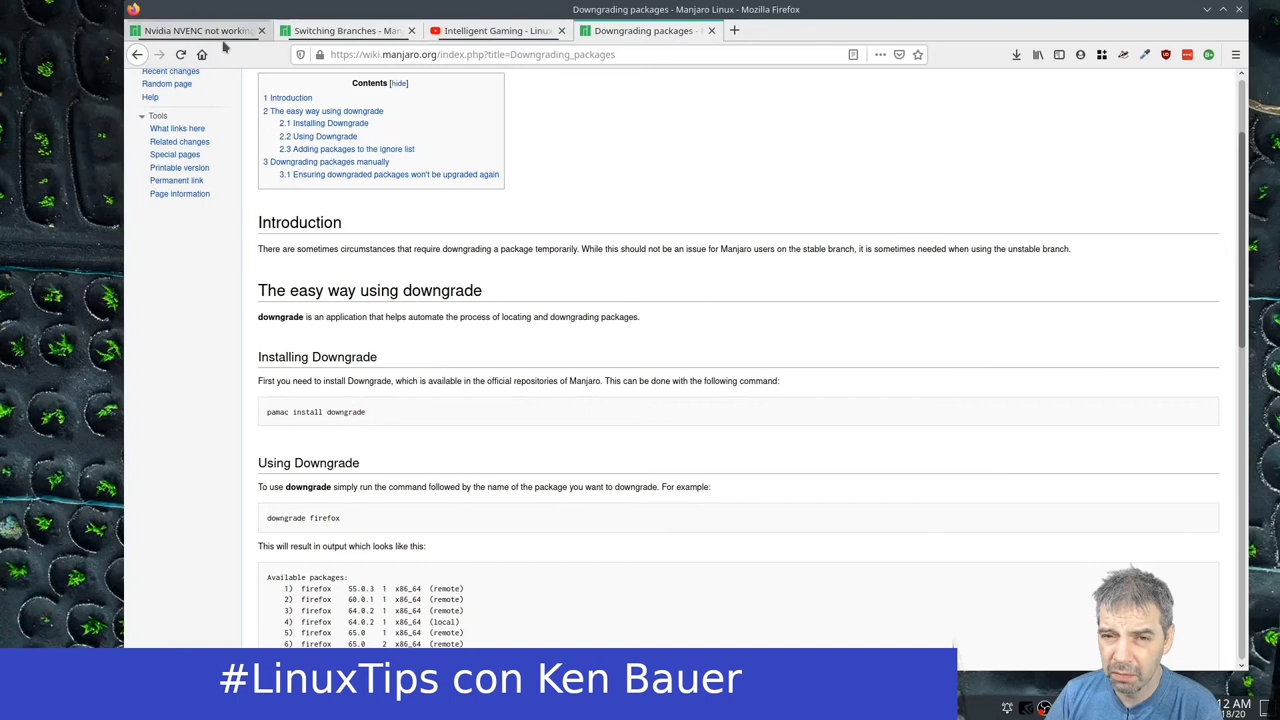 Downgrading packages - Manjaro Linux - Mozilla Firefox
Nvidia NVENC not working
Switching Branches - Man
Intelligent Gaming - Linux
Downgrading packages - M
https://wiki.manjaro.org/index.php?title=Downgrading_packages
Recent changes
Random page
Help
Tools
What links here
Related changes
Special pages
Printable version
Permanent link
Page information
Contents [hide]
1 Introduction
2 The easy way using downgrade
2.1 Installing Downgrade
2.2 Using Downgrade
2.3 Adding packages to the ignore list
3 Downgrading packages manually
3.1 Ensuring downgraded packages won't be upgraded again
Introduction
There are sometimes circumstances that require downgrading a package temporarily. While this should not be an issue for Manjaro users on the stable branch, it is sometimes needed when using the unstable branch.
The easy way using downgrade
downgrade is an application that helps automate the process of locating and downgrading packages.
Installing Downgrade
First you need to install Downgrade, which is available in the official repositories of Manjaro. This can be done with the following command:
pamac install downgrade
Using Downgrade
To use downgrade simply run the command followed by the name of the package you want to downgrade. For example:
downgrade firefox
This will result in output which looks like this:
Available packages:
1) firefox 55.0.3 1 x86_64 (remote)
2) firefox 60.0.1 1 x86_64 (remote)
3) firefox 64.0.2 1 x86_64 (remote)
4) firefox 64.0.2 1 x86_64 (local)
5) firefox 65.0 1 x86_64 (remote)
6) firefox 65.0 2 x86_64 (remote)
#LinuxTips con Ken Bauer
12 AM
18/20